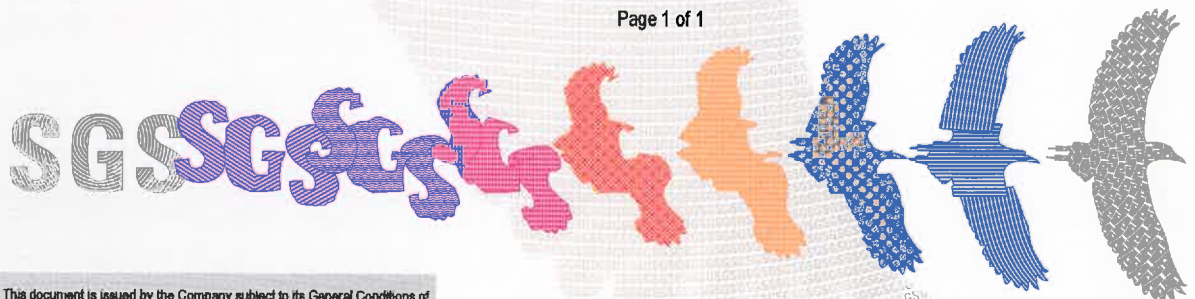 Page 1 of 1
SGS SGS SGS
This document is issued by the Company subject to its General Conditions of